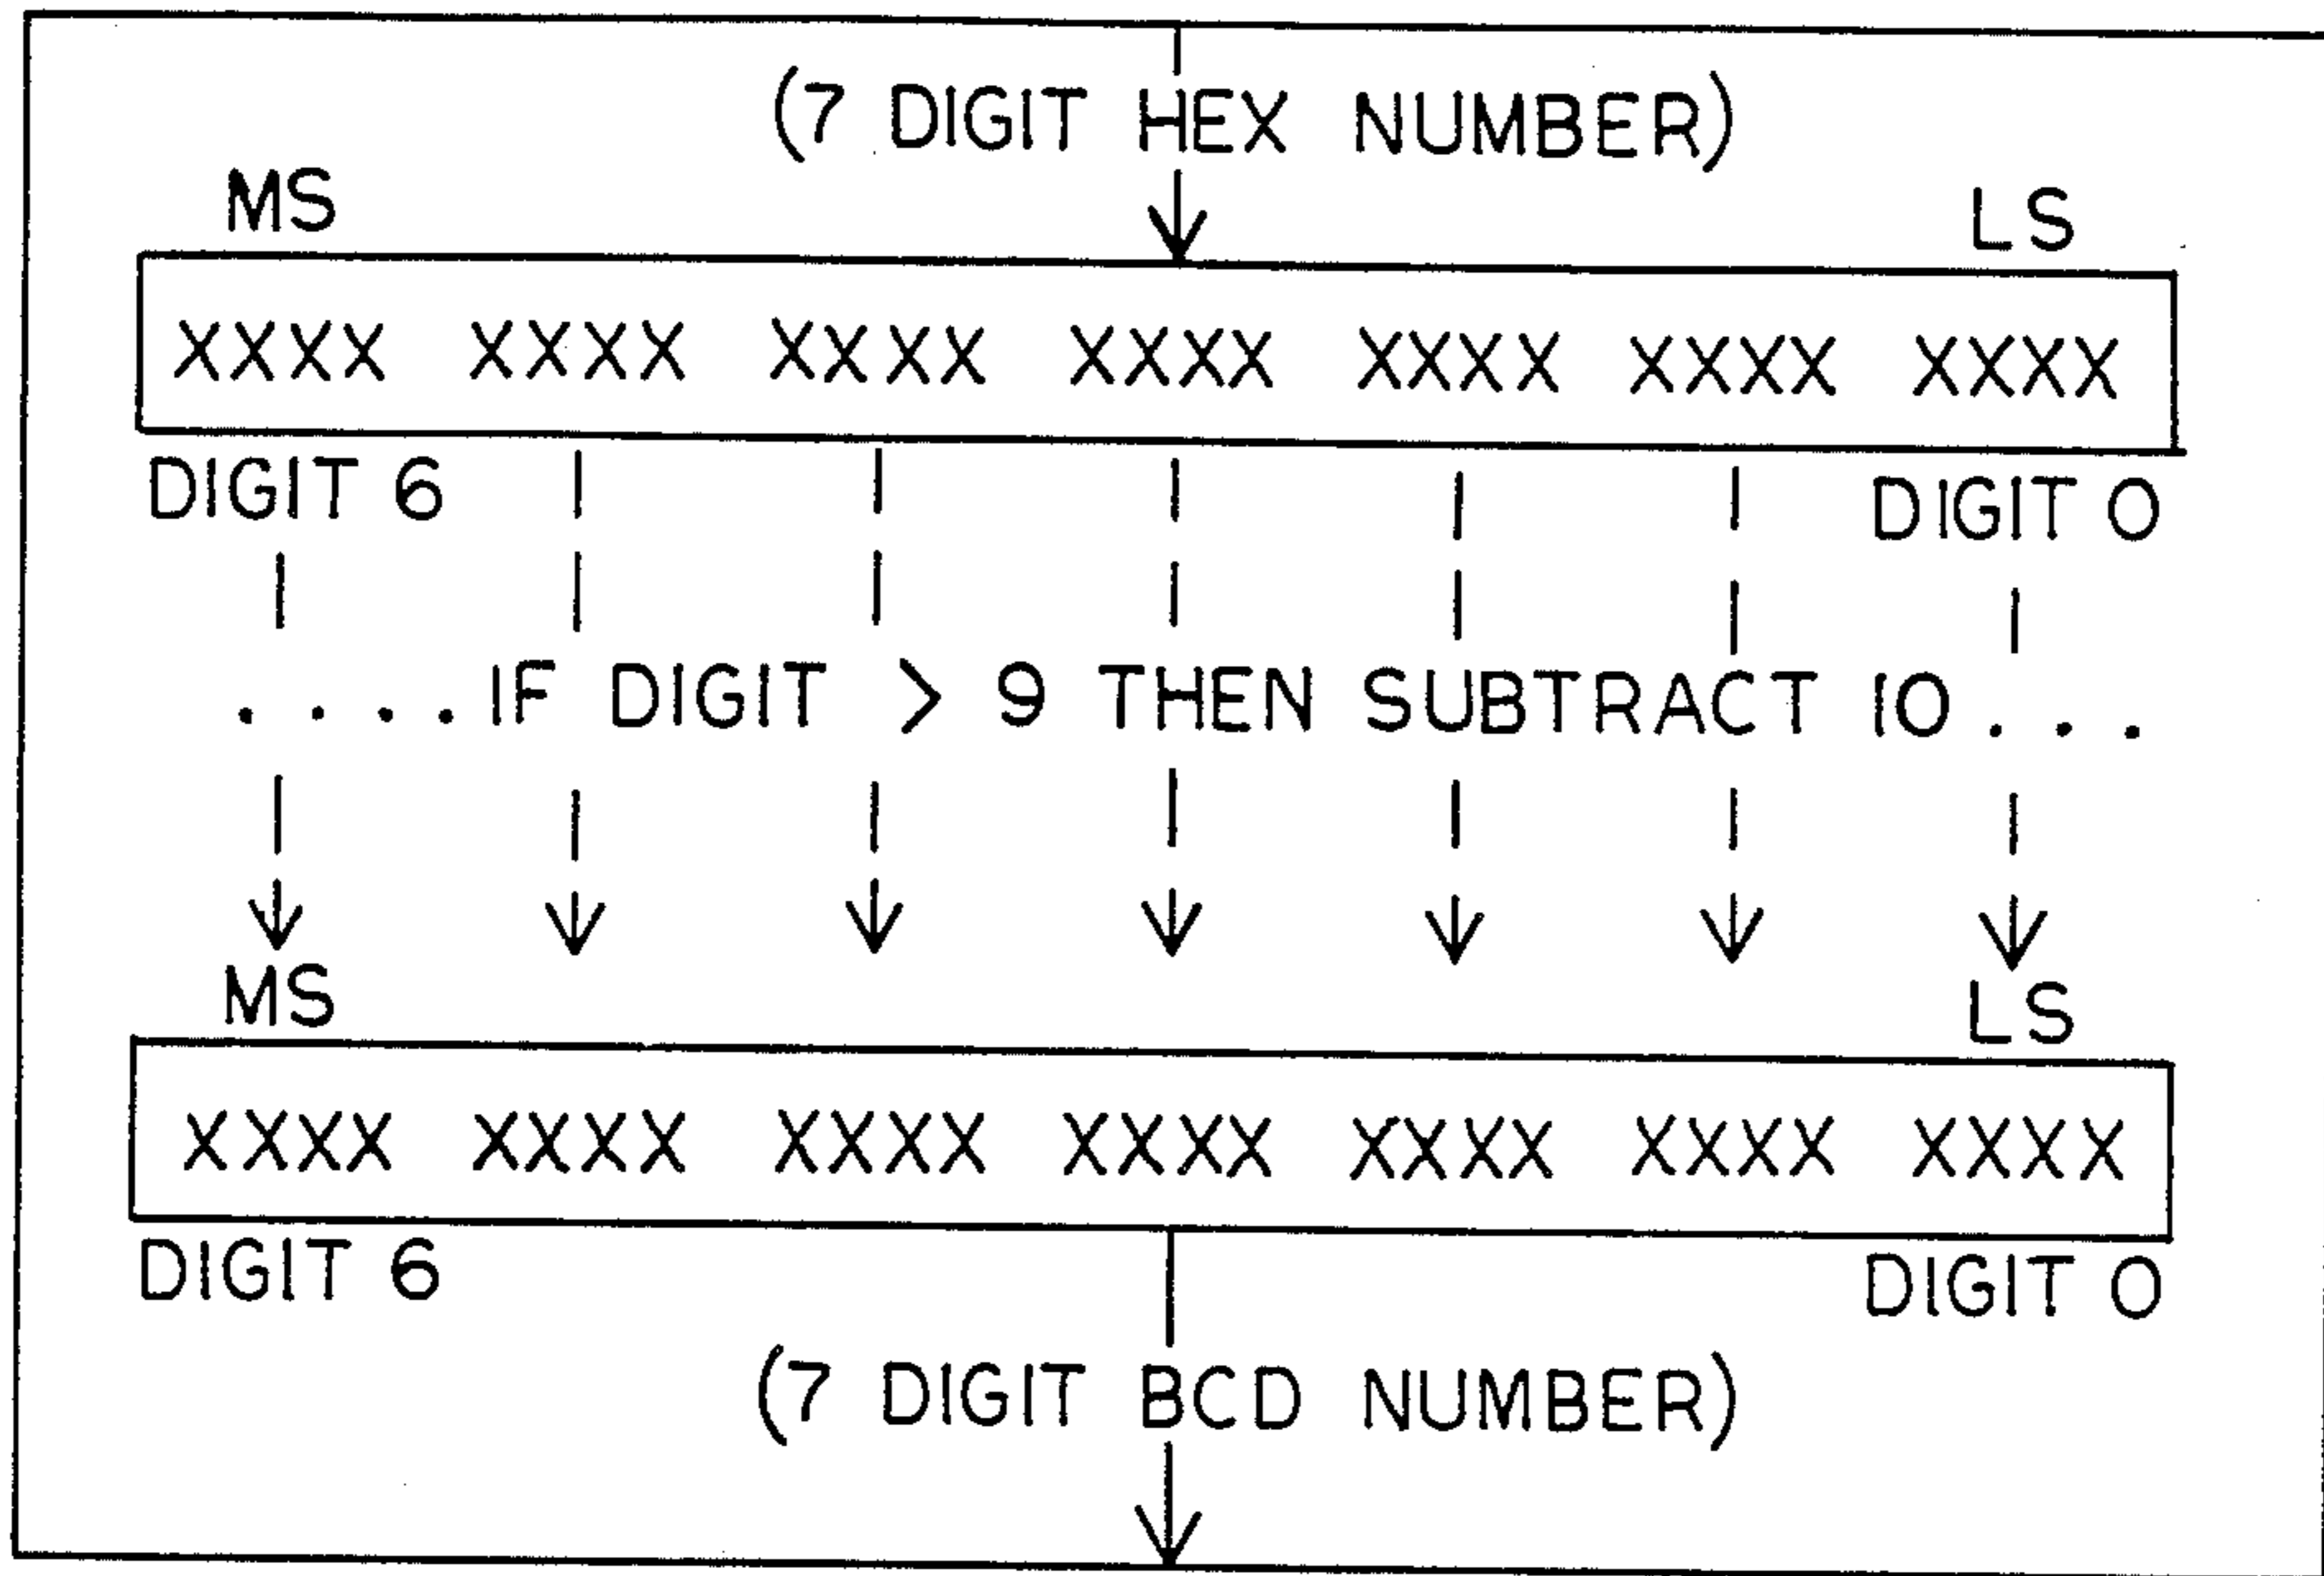 (7 DIGIT HEX NUMBER)
MS LS
XXXX XXXX XXXX XXXX XXXX XXXX XXXX
DIGIT 6 DIGIT 0
....IF DIGIT > 9 THEN SUBTRACT 10...
MS LS
XXXX XXXX XXXX XXXX XXXX XXXX XXXX
DIGIT 6 DIGIT 0
(7 DIGIT BCD NUMBER)